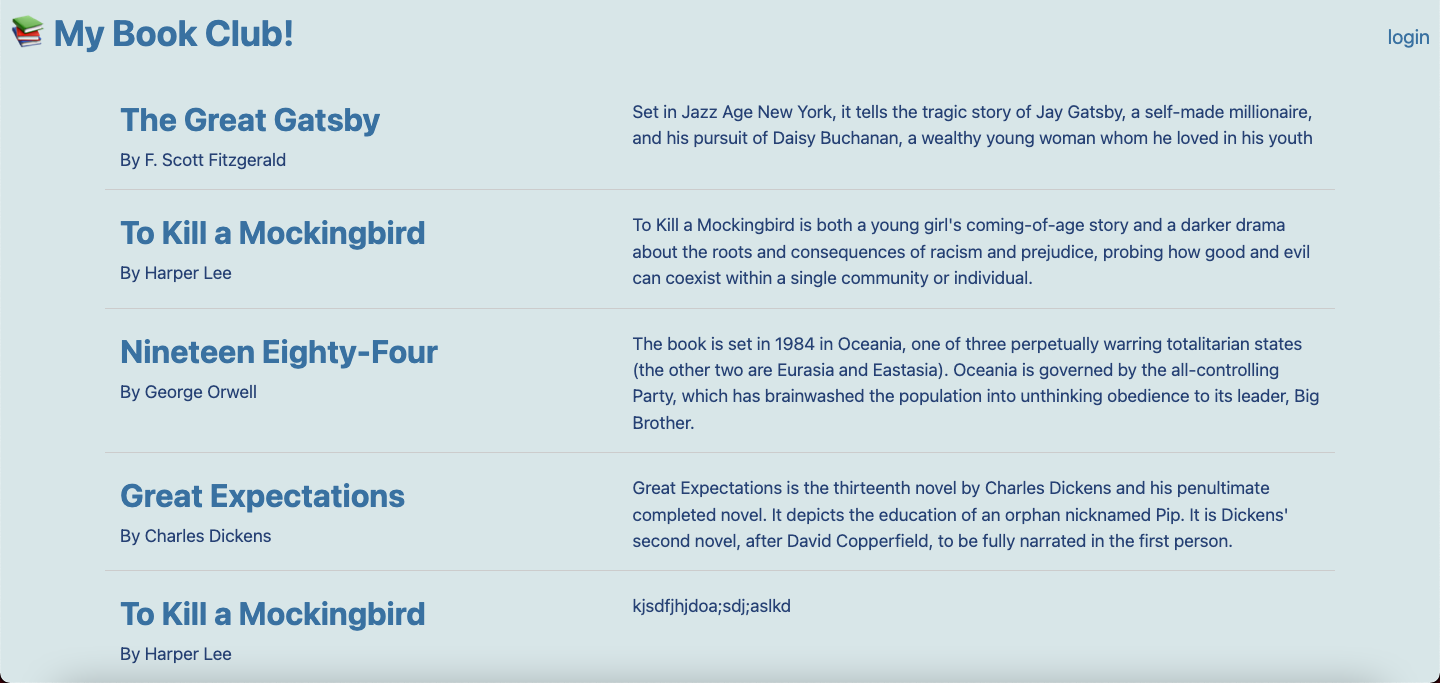 My Book Club!
login
The Great Gatsby
By F. Scott Fitzgerald
Set in Jazz Age New York, it tells the tragic story of Jay Gatsby, a self-made millionaire,
and his pursuit of Daisy Buchanan, a wealthy young woman whom he loved in his youth
To Kill a Mockingbird
By Harper Lee
To Kill a Mockingbird is both a young girl's coming-of-age story and a darker drama
about the roots and consequences of racism and prejudice, probing how good and evil
can coexist within a single community or individual.
Nineteen Eighty-Four
By George Orwell
The book is set in 1984 in Oceania, one of three perpetually warring totalitarian states
(the other two are Eurasia and Eastasia). Oceania is governed by the all-controlling
Party, which has brainwashed the population into unthinking obedience to its leader, Big
Brother.
Great Expectations
By Charles Dickens
Great Expectations is the thirteenth novel by Charles Dickens and his penultimate
completed novel. It depicts the education of an orphan nicknamed Pip. It is Dickens'
second novel, after David Copperfield, to be fully narrated in the first person.
To Kill a Mockingbird
By Harper Lee
kjsdfjhjdoa;sdj;aslkd